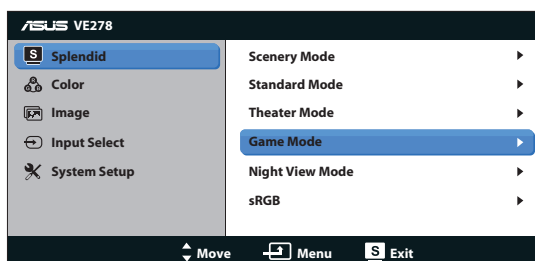 ASUS VE278
S Splendid
Color
Image
Input Select
System Setup
Scenery Mode
Standard Mode
Theater Mode
Game Mode
Night View Mode
sRGB
Move Menu S Exit